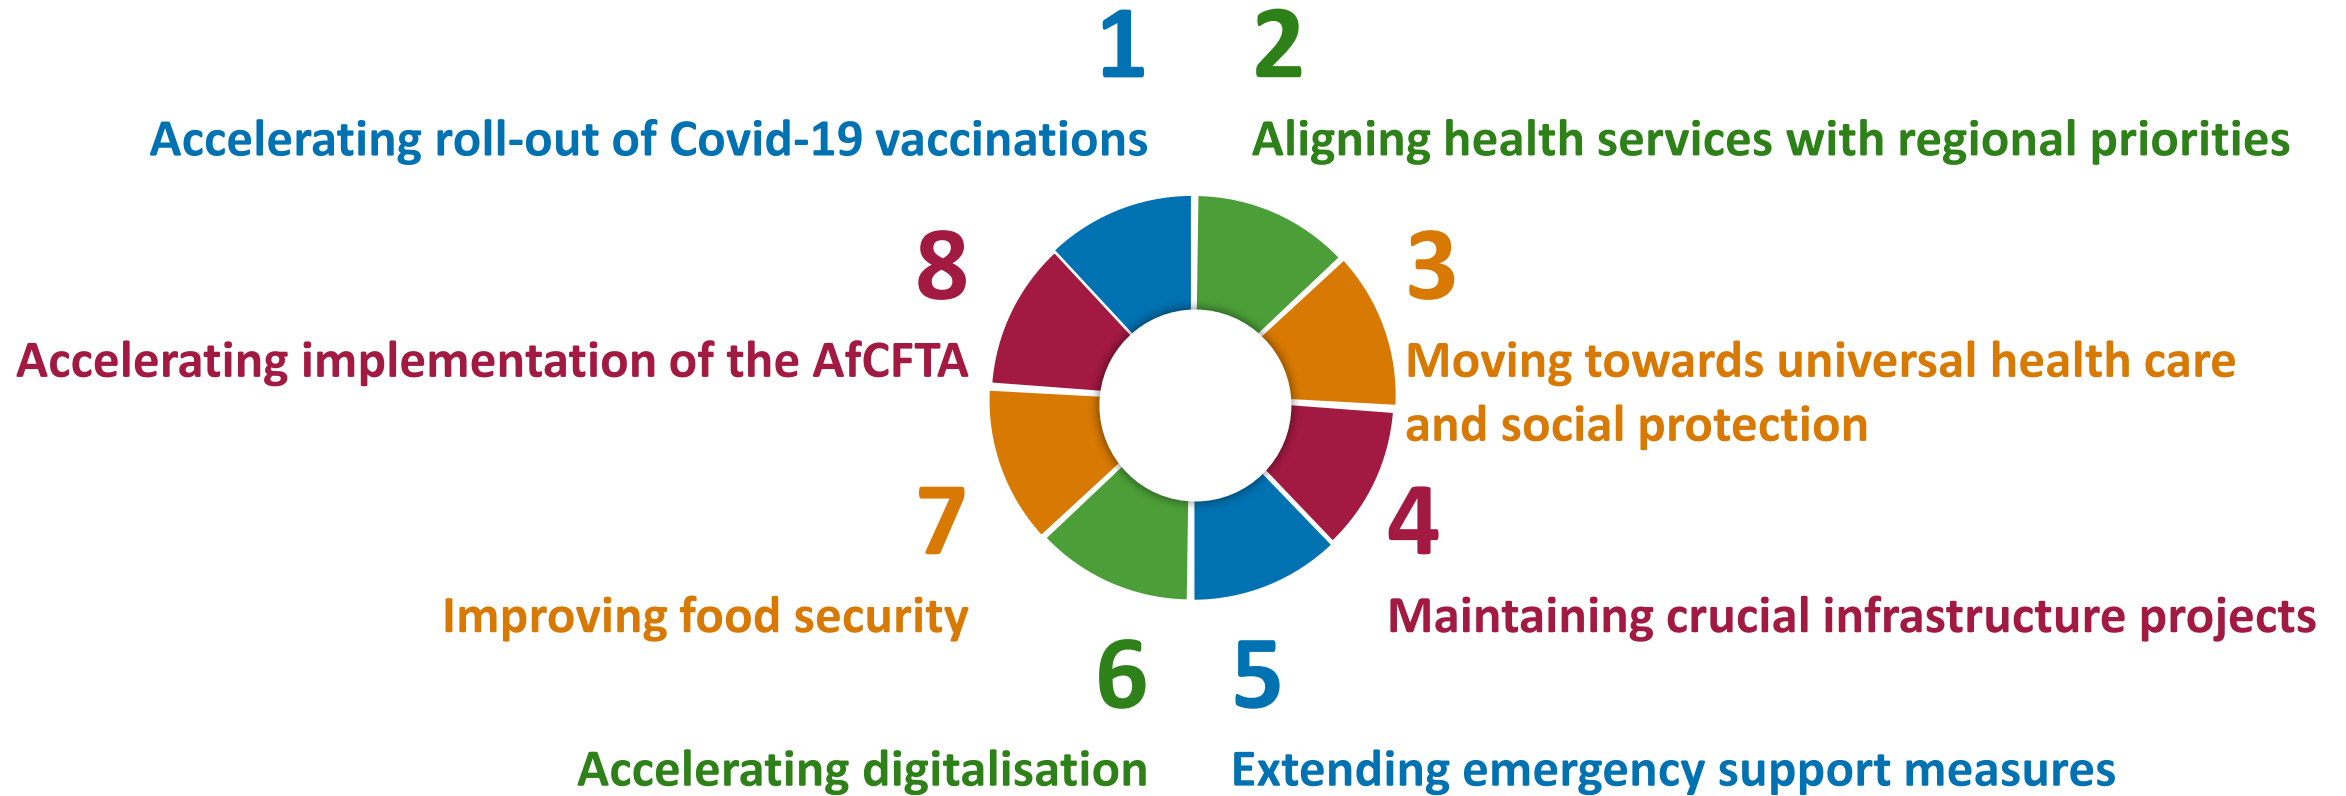 1
Accelerating roll-out of Covid-19 vaccinations
2
Aligning health services with regional priorities
3
Moving towards universal health care
and social protection
4
Maintaining crucial infrastructure projects
5
Extending emergency support measures
6
Accelerating digitalisation
7
Improving food security
8
Accelerating implementation of the AfCFTA